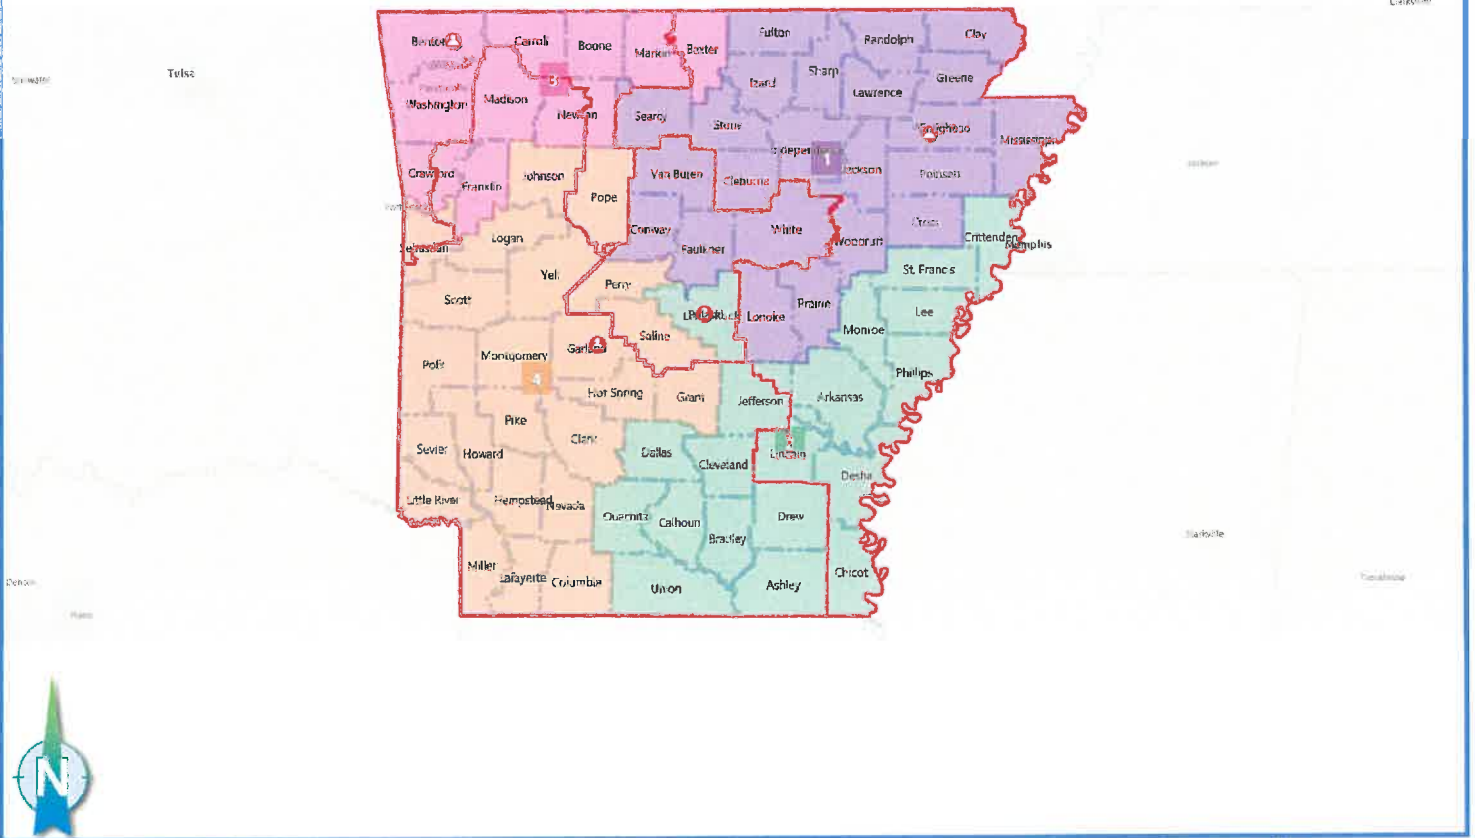 Fulton
Randolph
Clay
Carroll
Boone
Marion
Baxter
Tulsa
Sharp
Izard
Greene
Lawrence
Washington
Madison
Newton
Searcy
Stone
Craighead
Mississippi
1
Jackson
Poinsett
Crawford
Franklin
Johnson
Pope
Van Buren
Cleburne
Cross
Conway
White
Woodruff
Crittenden
Memphis
Logan
Faulkner
Sebastian
Yell
Perry
St. Francis
Scott
Prairie
Lonoke
Lee
Monroe
Saline
Garland
Montgomery
Polk
4
Phillips
Hot Spring
Grant
Jefferson
Arkansas
Pike
Clark
Sevier
Howard
Dallas
Cleveland
Lincoln
Desha
Little River
Hempstead
Nevada
Ouachita
Calhoun
Drew
Bradley
Miller
Lafayette
Columbia
Union
Ashley
Chicot
N